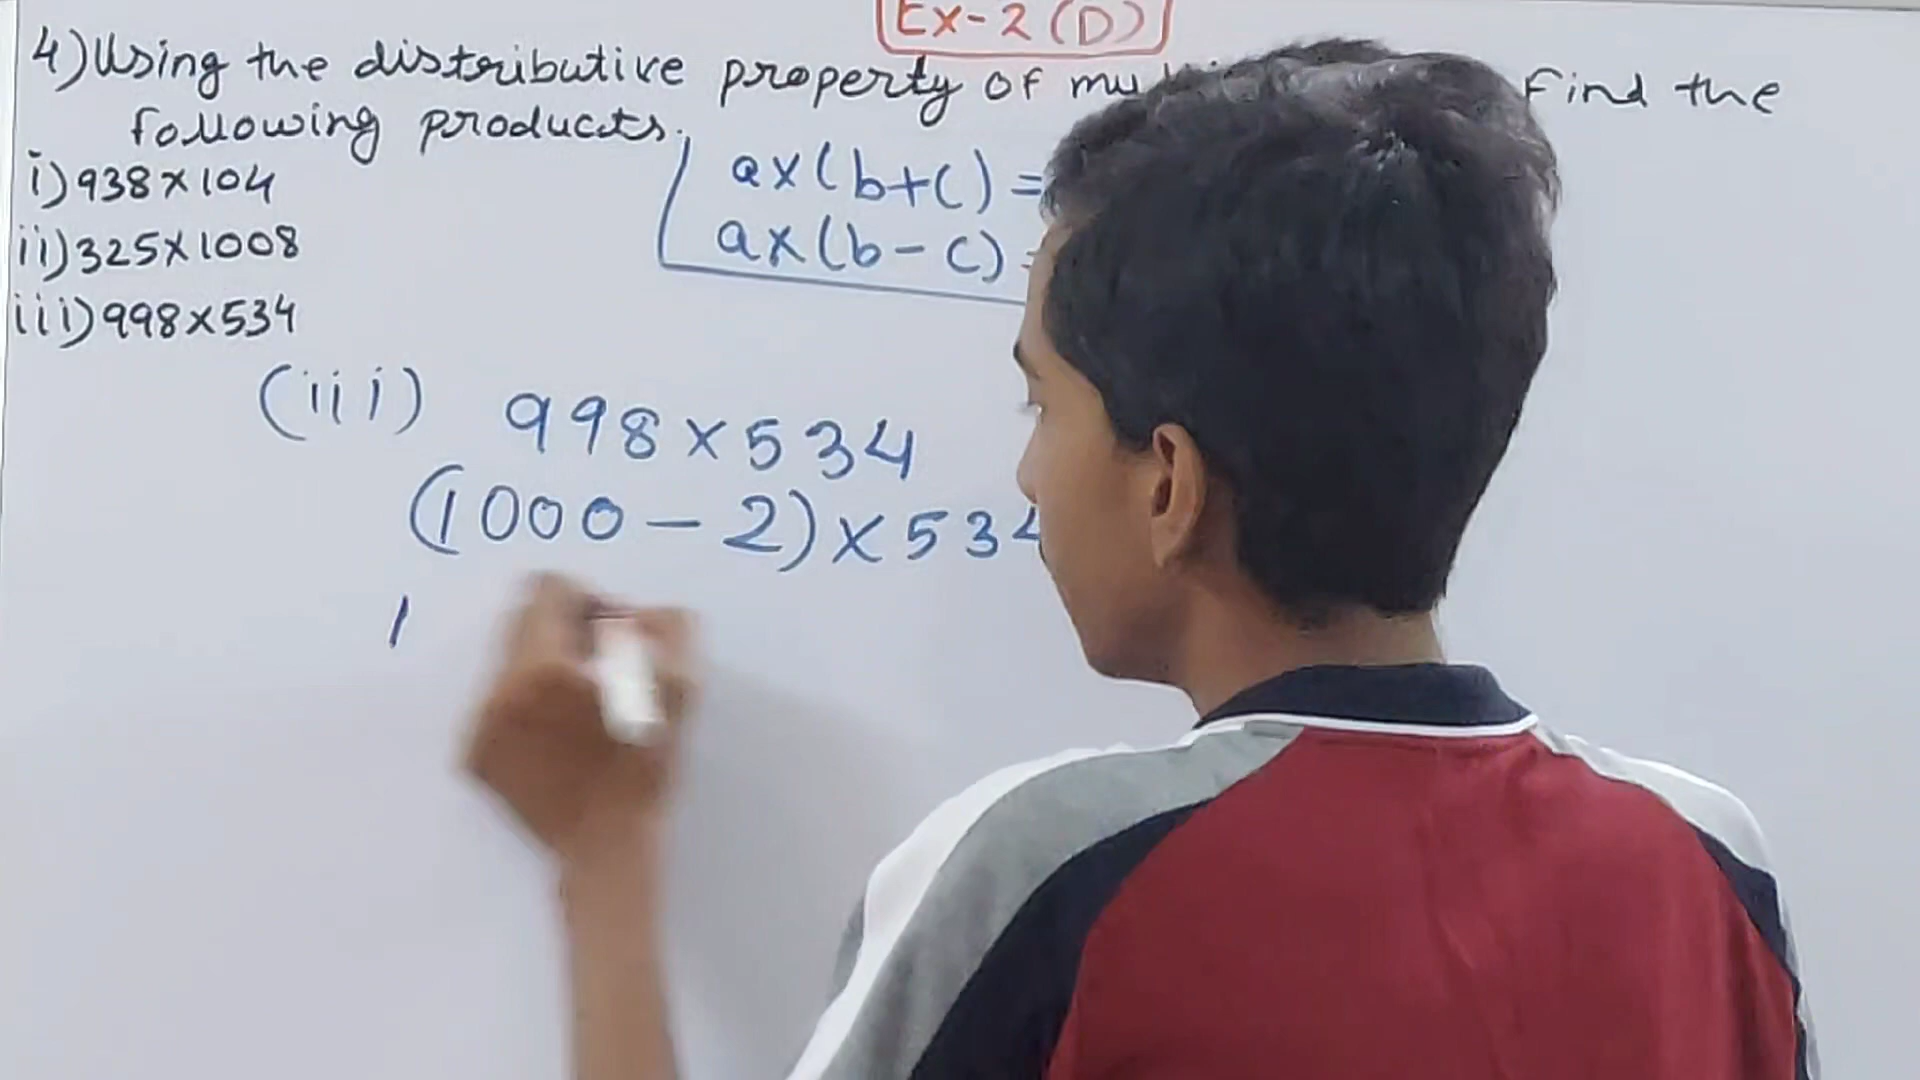 Ex-2 (D)
4) Using the distributive property of mu Find the
following products.
i) 938×104
ii) 325×1008
iii) 998×534
a×(b+c) =
a×(b-c) =
(iii) 998×534
(1000-2)×534
1